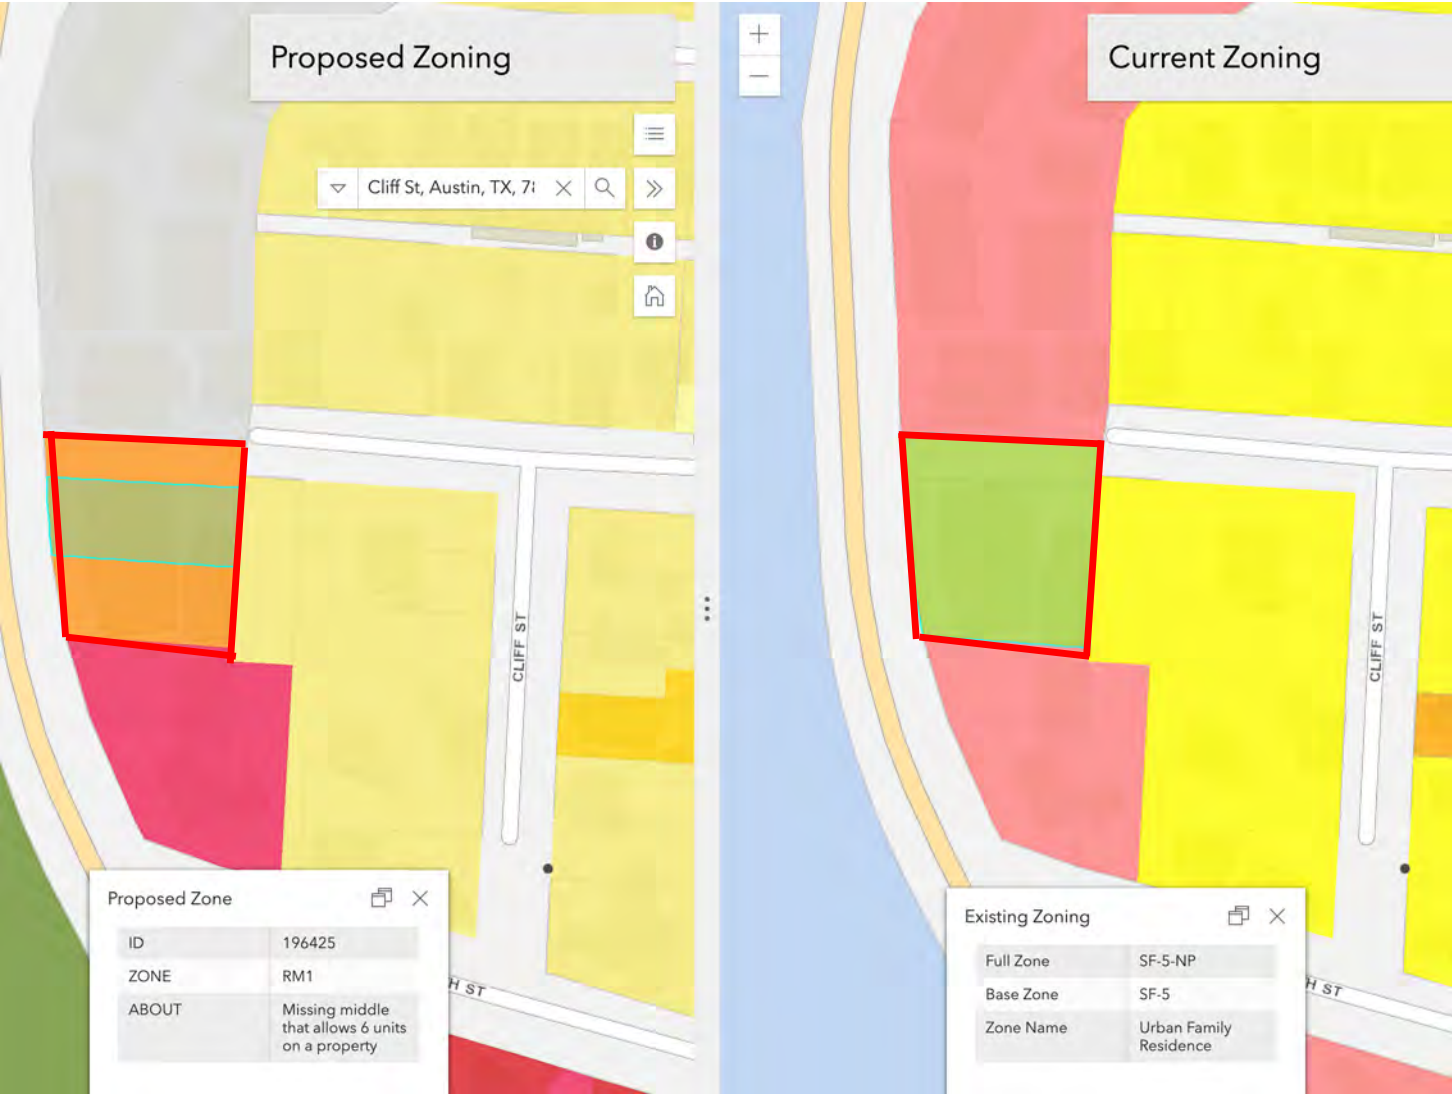 Proposed Zoning
Current Zoning
Cliff St, Austin, TX, 78
CLIFF ST
CLIFF ST
Proposed Zone
ID 196425
ZONE RM1
ABOUT Missing middle
that allows 6 units
on a property
H ST
Existing Zoning
Full Zone SF-5-NP
Base Zone SF-5
Zone Name Urban Family
Residence
H ST